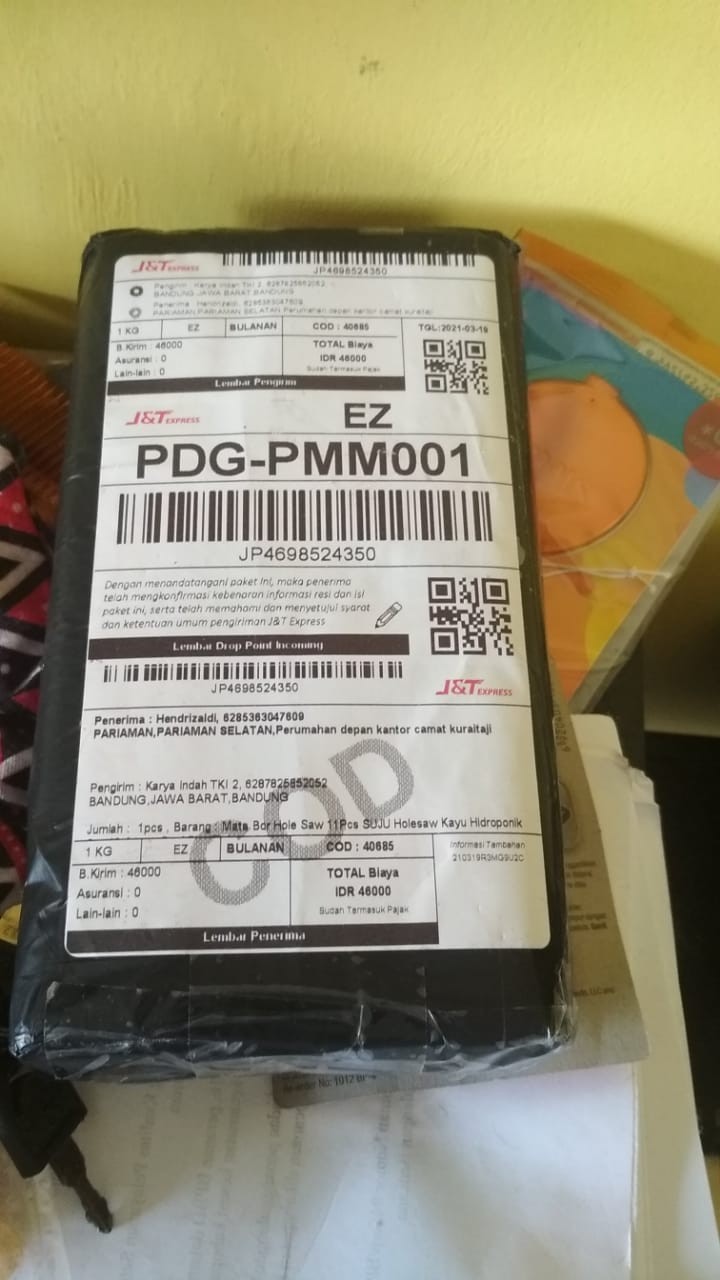 J&T EXPRESS
JP4698524350
Pengirim : Karya Indah TKI 2, 6287825852052
BANDUNG,JAWA BARAT,BANDUNG
Penerima : Hendrizaldi, 6285363047609
PARIAMAN,PARIAMAN SELATAN,Perumahan depan kantor camat kuraitaji
1 KG EZ BULANAN COD : 40685 TGL:2021-03-19
B.Kirim : 46000
Asuransi : 0
Lain-lain : 0
TOTAL Biaya
IDR 46000
Sudah Termasuk Pajak
Lembar Pengirim
J&T EXPRESS
EZ
PDG-PMM001
JP4698524350
Dengan menandatangani paket ini, maka penerima
telah mengkonfirmasi kebenaran informasi resi dan isi
paket ini, serta telah memahami dan menyetujui syarat
dan ketentuan umum pengiriman J&T Express
Lembar Drop Point Incoming
JP4698524350
J&T EXPRESS
Penerima : Hendrizaldi, 6285363047609
PARIAMAN,PARIAMAN SELATAN,Perumahan depan kantor camat kuraitaji
COD
Pengirim : Karya Indah TKI 2, 6287825852052
BANDUNG,JAWA BARAT,BANDUNG
Jumlah : 1pcs , Barang : Mata Bor Hole Saw 11Pcs SUJU Holesaw Kayu Hidroponik
1 KG EZ BULANAN COD : 40685
Informasi Tambahan
210319R3MG9U2C
B.Kirim : 46000
Asuransi : 0
Lain-lain : 0
TOTAL Biaya
IDR 46000
Sudah Termasuk Pajak
Lembar Penerima